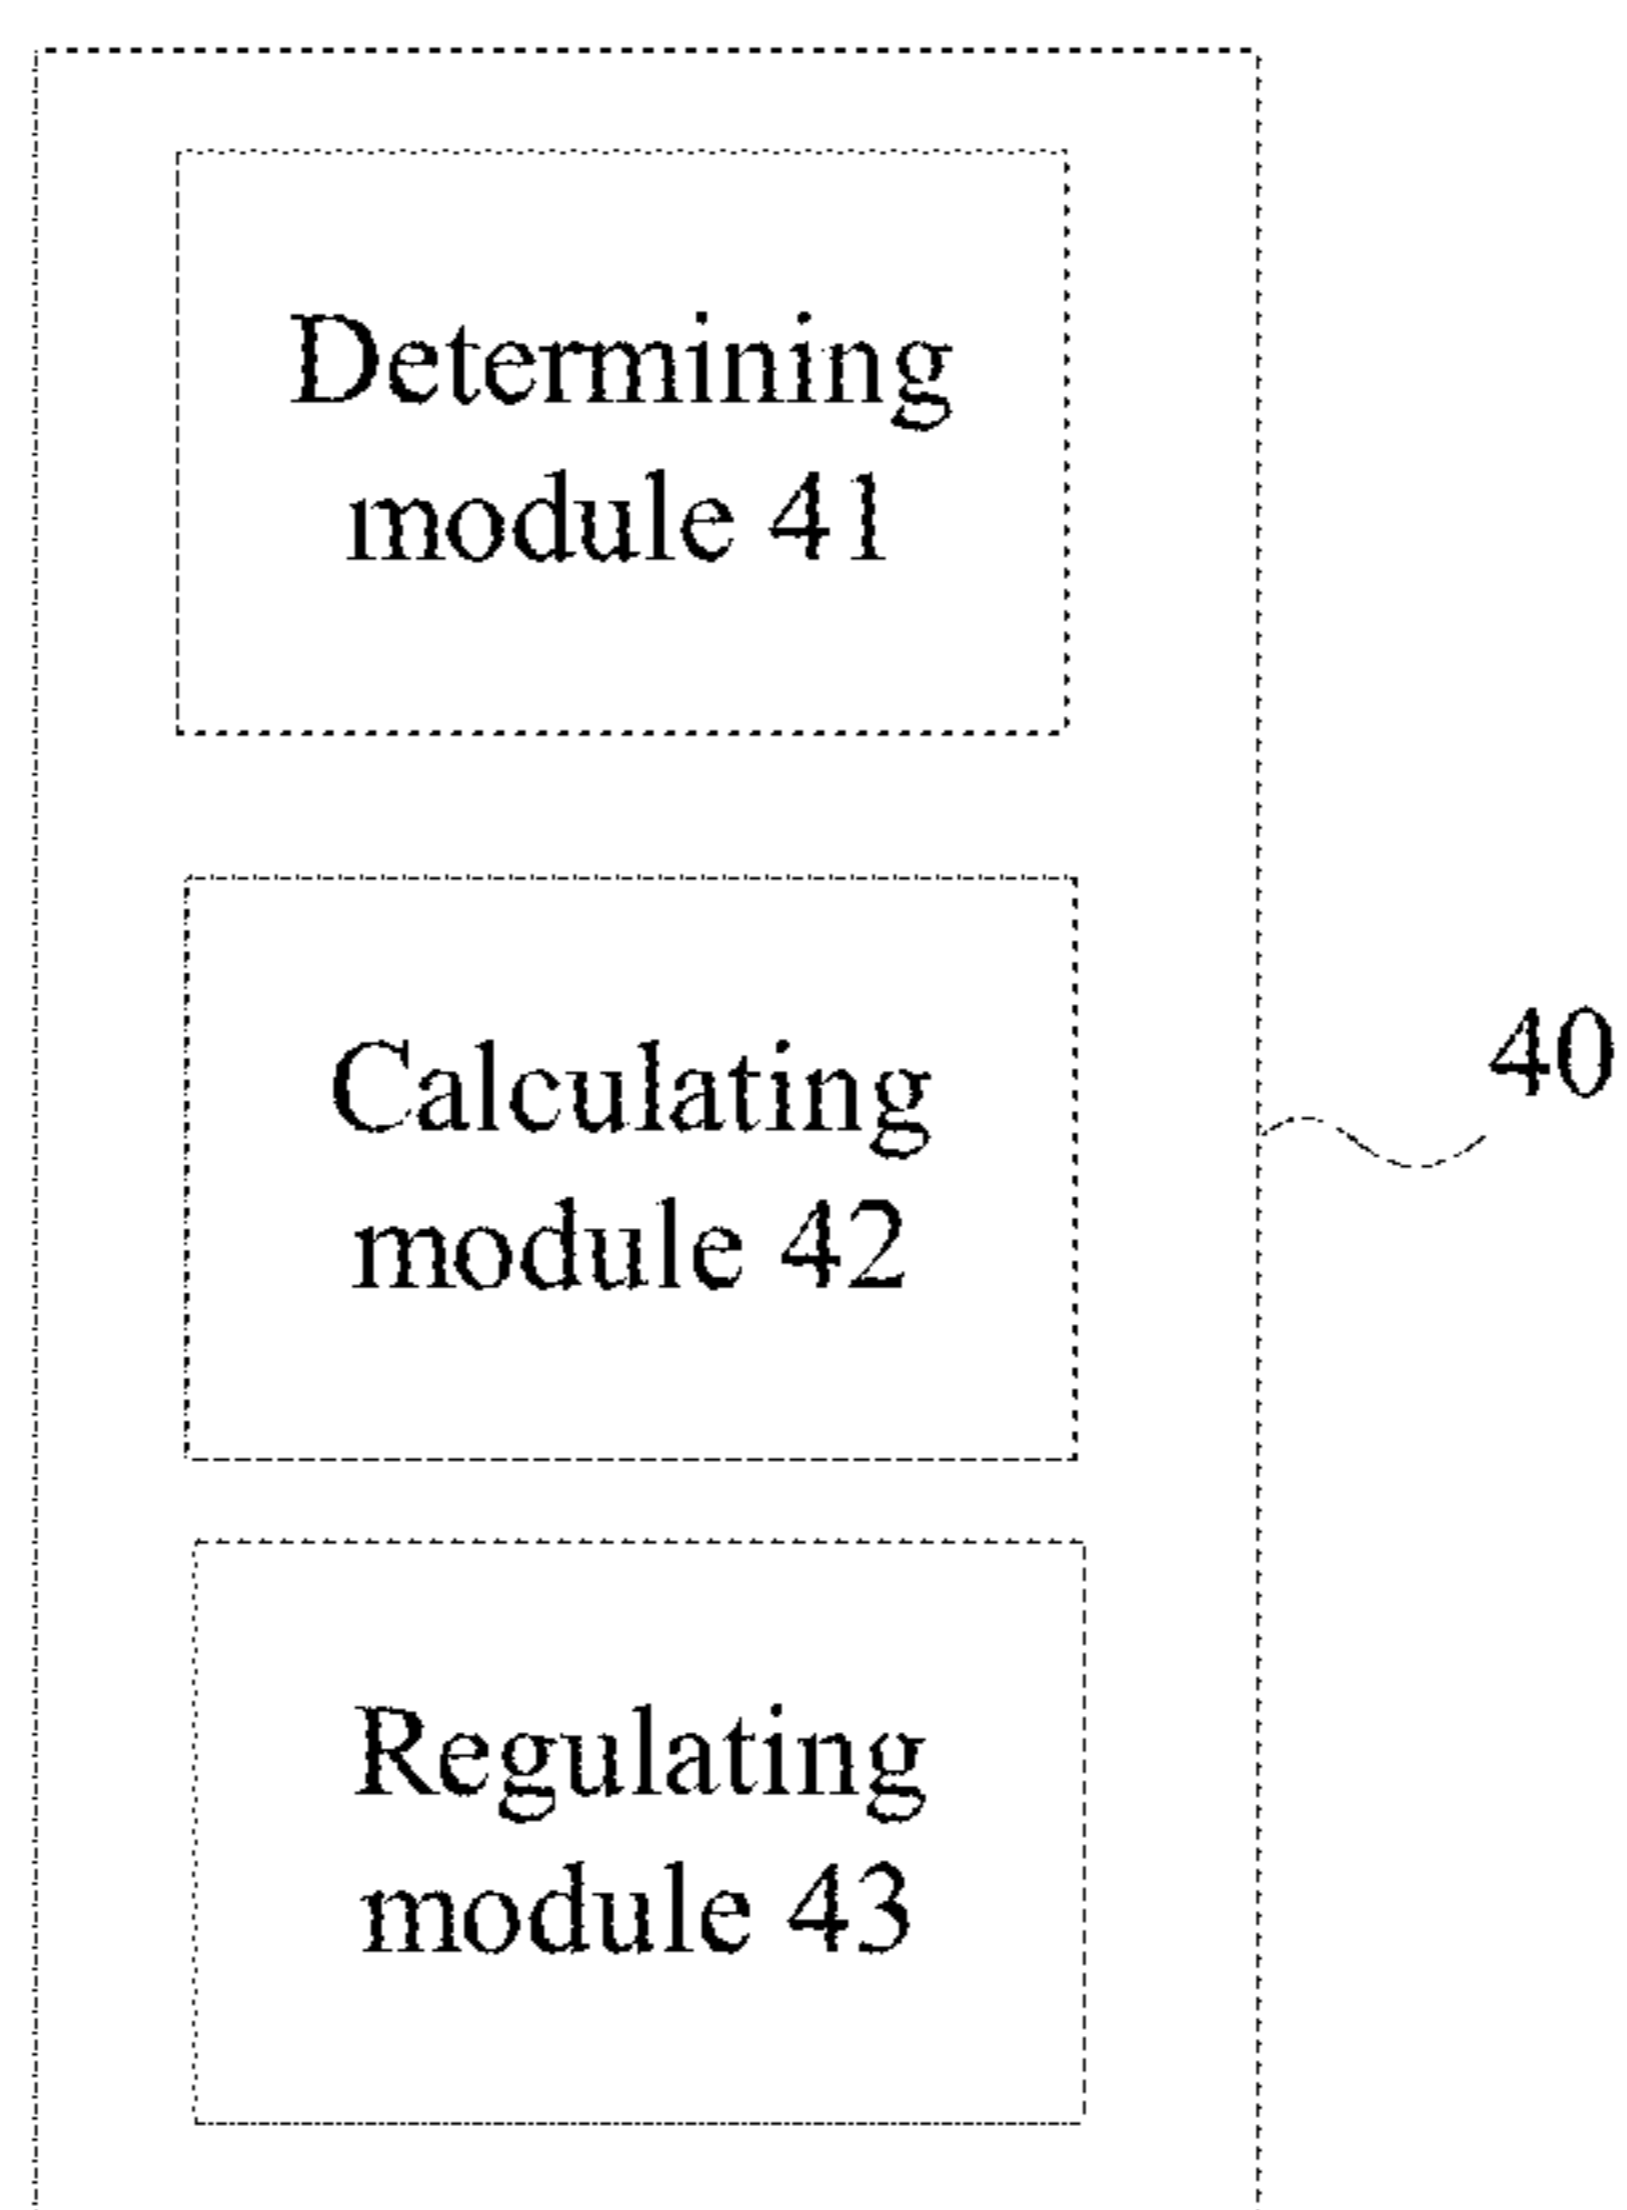 Determining
module 41
Calculating
module 42
40
Regulating
module 43